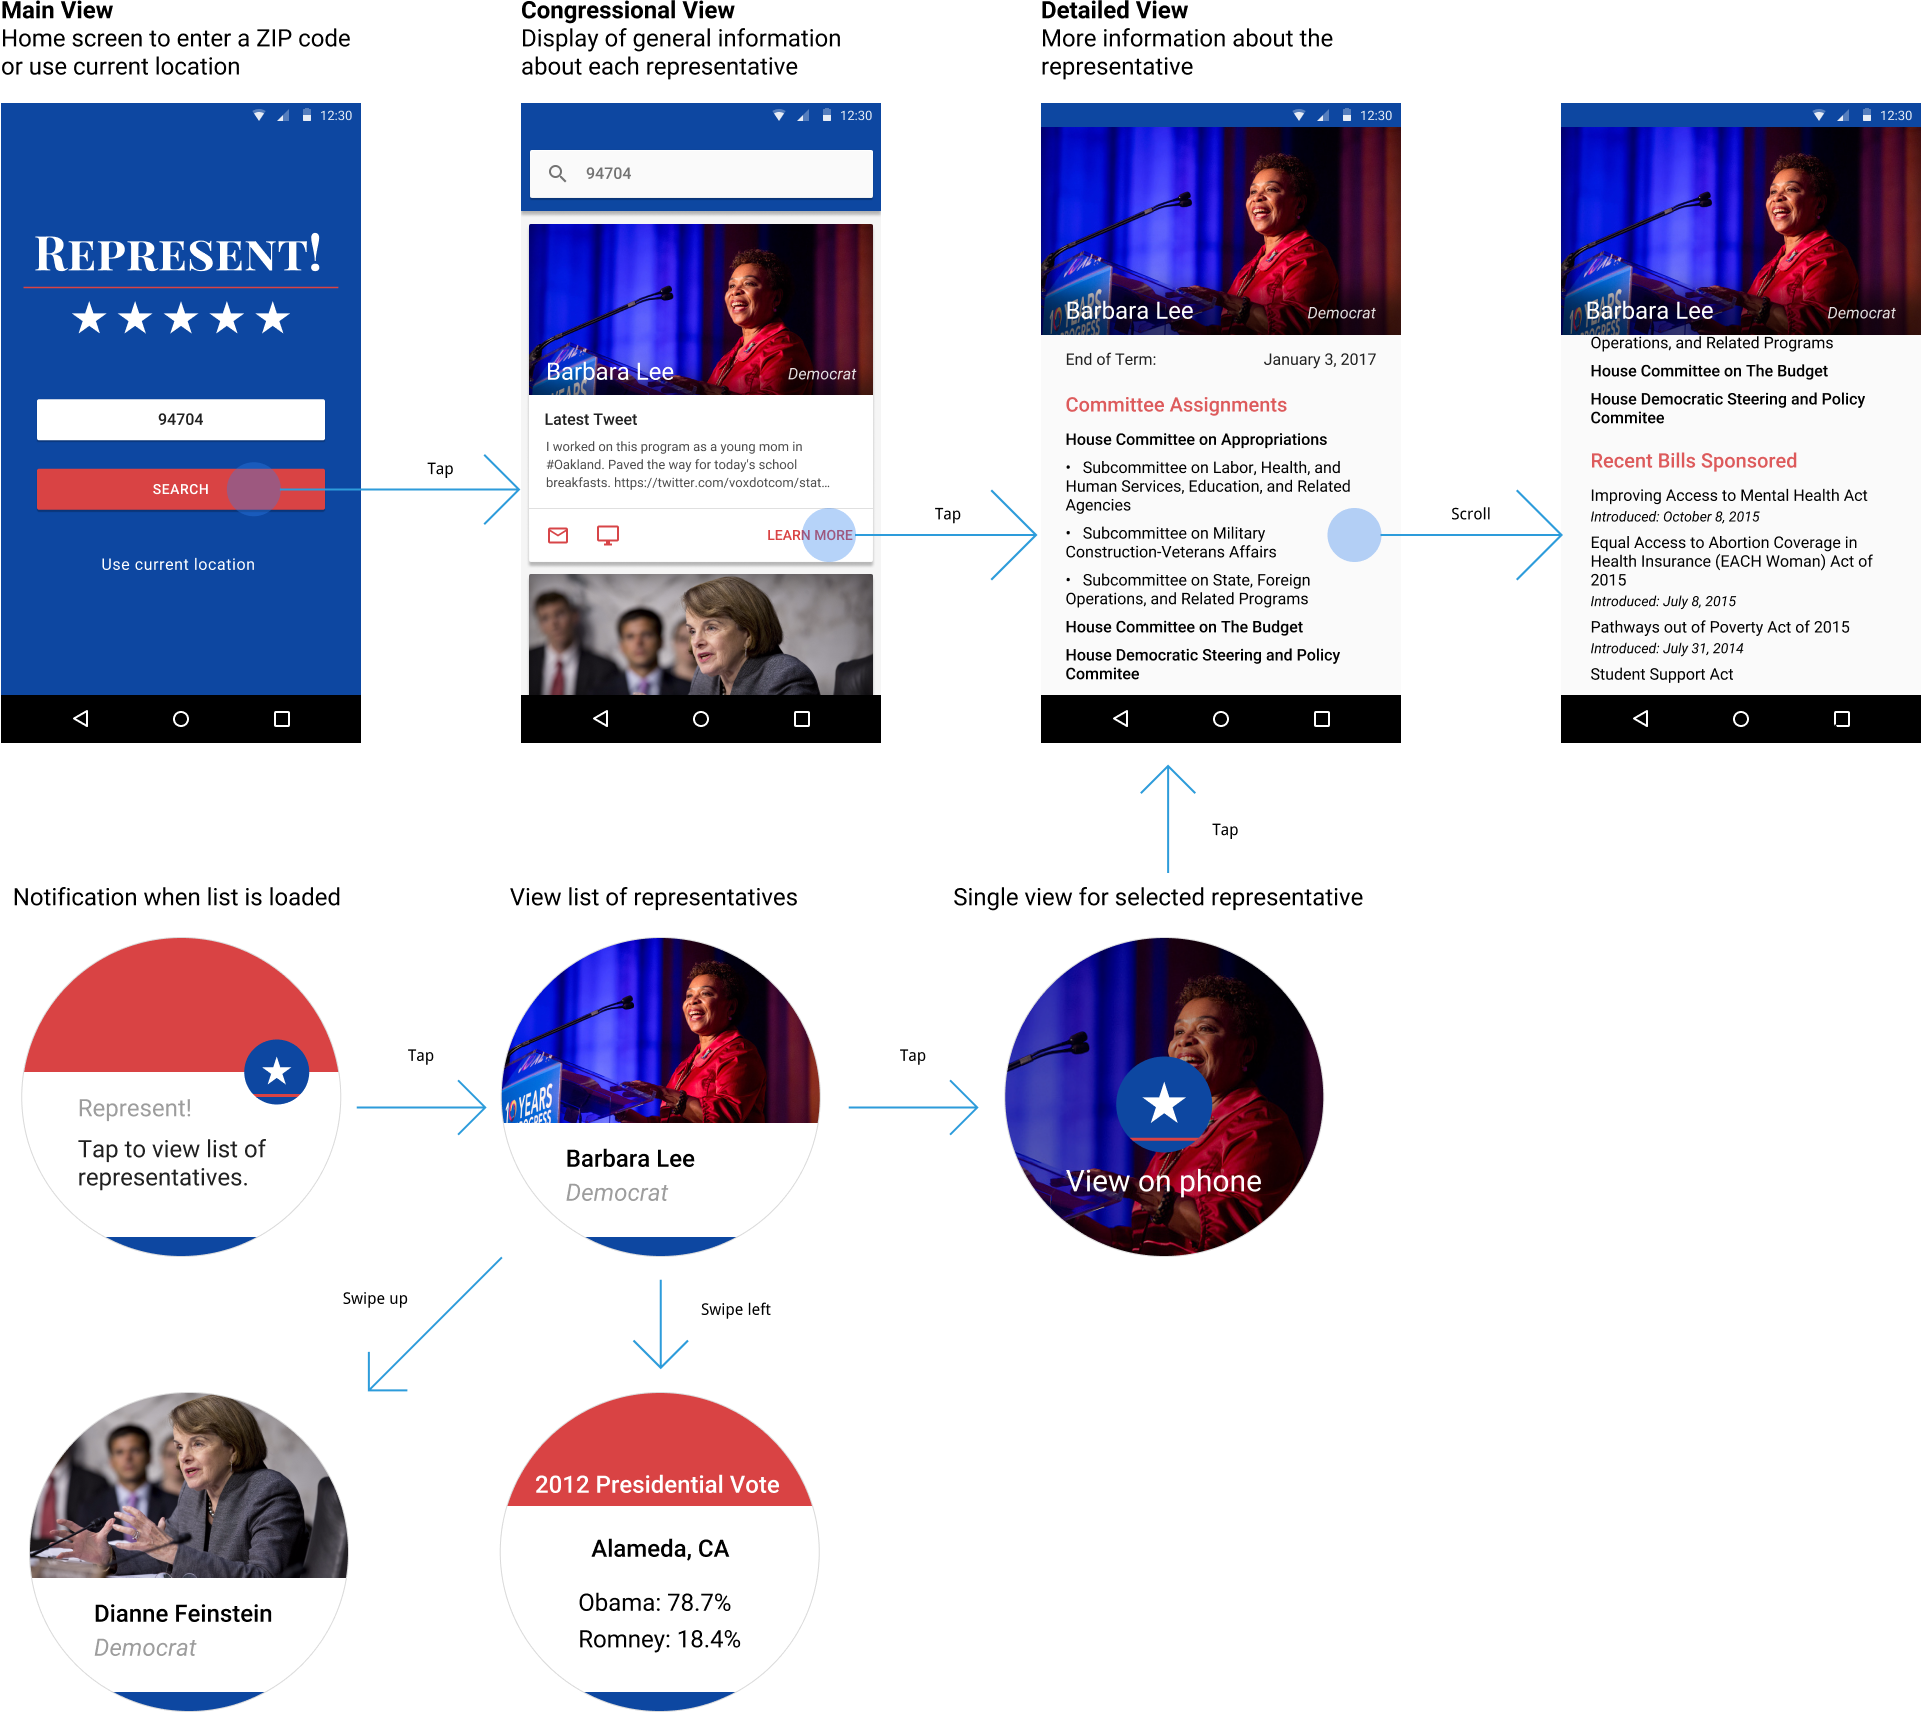 Main View
Home screen to enter a ZIP code
or use current location
Congressional View
Display of general information
about each representative
Detailed View
More information about the
representative
12:30
REPRESENT!
94704
SEARCH
Use current location
Tap
12:30
94704
Barbara Lee
Democrat
Latest Tweet
I worked on this program as a young mom in
#Oakland. Paved the way for today's school
breakfasts. https://twitter.com/voxdotcom/stat...
LEARN MORE
Tap
12:30
10 YEARS
Barbara Lee
Democrat
End of Term:
January 3, 2017
Committee Assignments
House Committee on Appropriations
• Subcommittee on Labor, Health, and
Human Services, Education, and Related
Agencies
• Subcommittee on Military
Construction-Veterans Affairs
• Subcommittee on State, Foreign
Operations, and Related Programs
House Committee on The Budget
House Democratic Steering and Policy
Commitee
Scroll
12:30
10 YEARS
Barbara Lee
Democrat
Operations, and Related Programs
House Committee on The Budget
House Democratic Steering and Policy
Commitee
Recent Bills Sponsored
Improving Access to Mental Health Act
Introduced: October 8, 2015
Equal Access to Abortion Coverage in
Health Insurance (EACH Woman) Act of
2015
Introduced: July 8, 2015
Pathways out of Poverty Act of 2015
Introduced: July 31, 2014
Student Support Act
Tap
Notification when list is loaded
View list of representatives
Single view for selected representative
Represent!
Tap to view list of
representatives.
Tap
10 YEARS
Barbara Lee
Democrat
Tap
View on phone
Swipe up
Swipe left
Dianne Feinstein
Democrat
2012 Presidential Vote
Alameda, CA
Obama: 78.7%
Romney: 18.4%